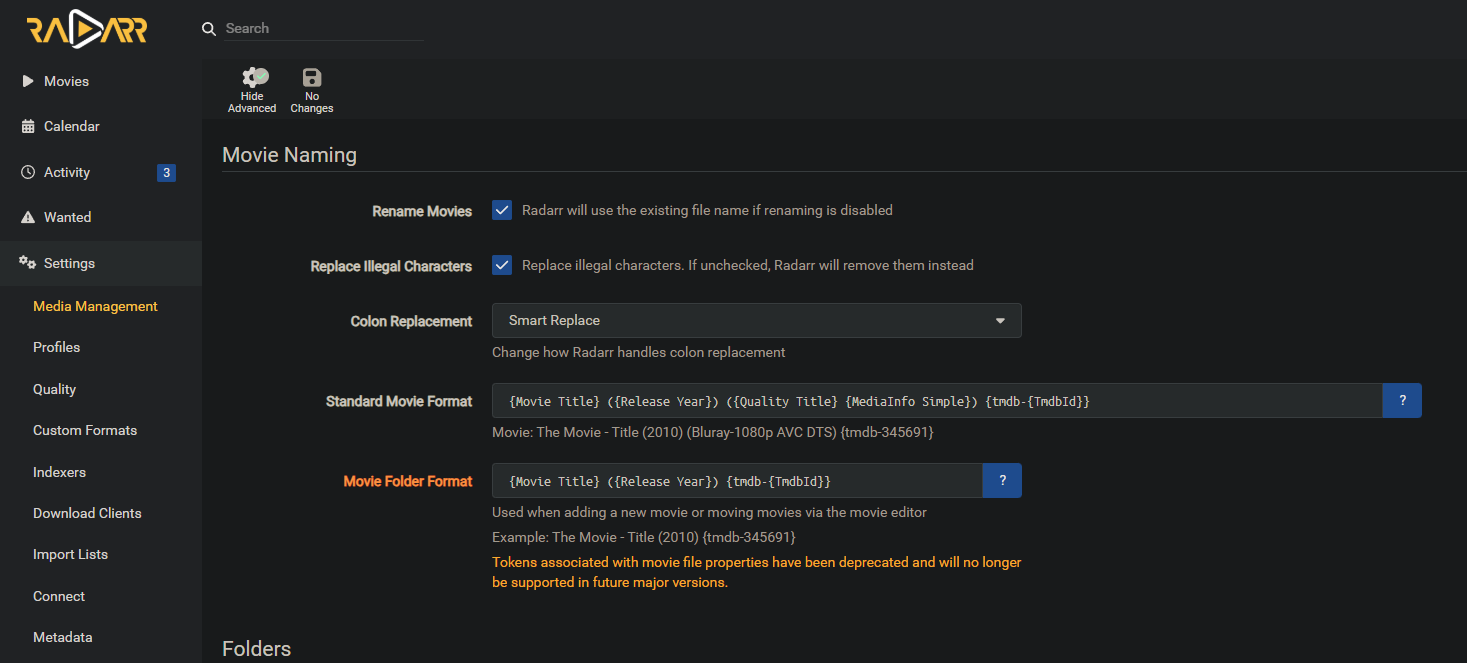 RADARR
Search
Movies
Calendar
Activity 3
Wanted
Settings
Media Management
Profiles
Quality
Custom Formats
Indexers
Download Clients
Import Lists
Connect
Metadata
Hide
Advanced
No
Changes
Movie Naming
Rename Movies Radarr will use the existing file name if renaming is disabled
Replace Illegal Characters Replace illegal characters. If unchecked, Radarr will remove them instead
Colon Replacement Smart Replace
Change how Radarr handles colon replacement
Standard Movie Format {Movie Title} ({Release Year}) ({Quality Title} {MediaInfo Simple}) {tmdb-{TmdbId}} ?
Movie: The Movie - Title (2010) (Bluray-1080p AVC DTS) {tmdb-345691}
Movie Folder Format {Movie Title} ({Release Year}) {tmdb-{TmdbId}} ?
Used when adding a new movie or moving movies via the movie editor
Example: The Movie - Title (2010) {tmdb-345691}
Tokens associated with movie file properties have been deprecated and will no longer
be supported in future major versions.
Folders